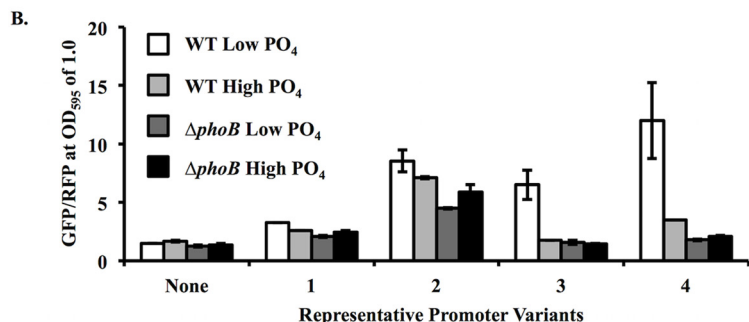 B.
20
15
10
5
0
GFP/RFP at OD595 of 1.0
WT Low PO4
WT High PO4
ΔphoB Low PO4
ΔphoB High PO4
None 1 2 3 4
Representative Promoter Variants